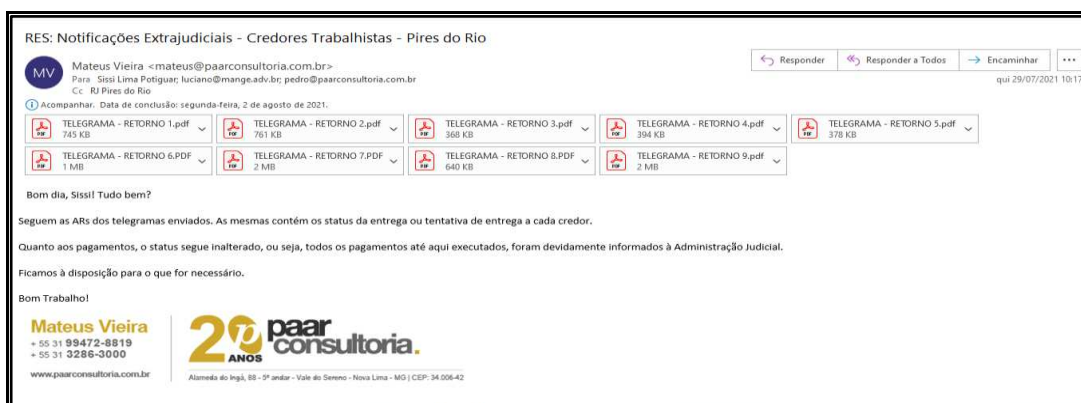 RES: Notificações Extrajudiciais - Credores Trabalhistas - Pires do Rio
MV
Mateus Vieira <mateus@paarconsultoria.com.br>
Para Sissi Lima Potiguar; luciano@mange.adv.br; pedro@paarconsultoria.com.br
Cc RJ Pires do Rio
Responder
Responder a Todos
Encaminhar
...
qui 29/07/2021 10:17
Acompanhar. Data de conclusão: segunda-feira, 2 de agosto de 2021.
TELEGRAMA - RETORNO 1.pdf
745 KB
TELEGRAMA - RETORNO 2.pdf
761 KB
TELEGRAMA - RETORNO 3.pdf
368 KB
TELEGRAMA - RETORNO 4.pdf
394 KB
TELEGRAMA - RETORNO 5.pdf
378 KB
TELEGRAMA - RETORNO 6.PDF
1 MB
TELEGRAMA - RETORNO 7.PDF
2 MB
TELEGRAMA - RETORNO 8.PDF
640 KB
TELEGRAMA - RETORNO 9.pdf
2 MB
Bom dia, Sissi! Tudo bem?
Seguem as ARs dos telegramas enviados. As mesmas contém os status da entrega ou tentativa de entrega a cada credor.
Quanto aos pagamentos, o status segue inalterado, ou seja, todos os pagamentos até aqui executados, foram devidamente informados à Administração Judicial.
Ficamos à disposição para o que for necessário.
Bom Trabalho!
Mateus Vieira
+ 55 31 99472-8819
+ 55 31 3286-3000
www.paarconsultoria.com.br
20 ANOS
paar
consultoria.
Alameda do Ingá, 88 - 5º andar - Vale do Sereno - Nova Lima - MG | CEP: 34.006-42